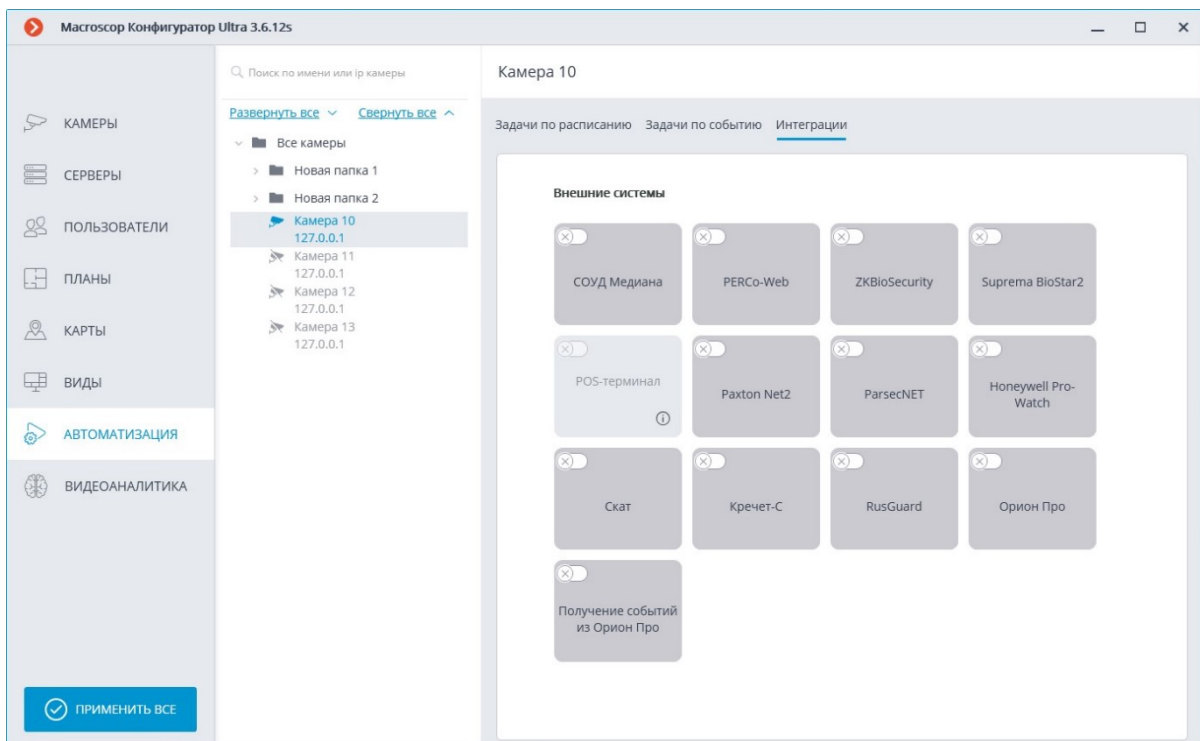 Macroscop Конфигуратор Ultra 3.6.12s
КАМЕРЫ
СЕРВЕРЫ
ПОЛЬЗОВАТЕЛИ
ПЛАНЫ
КАРТЫ
ВИДЫ
АВТОМАТИЗАЦИЯ
ВИДЕОАНАЛИТИКА
ПРИМЕНИТЬ ВСЕ
Поиск по имени или ip камеры
Развернуть все Свернуть все
Все камеры
Новая папка 1
Новая папка 2
Камера 10
127.0.0.1
Камера 11
127.0.0.1
Камера 12
127.0.0.1
Камера 13
127.0.0.1
Камера 10
Задачи по расписанию Задачи по событию Интеграции
Внешние системы
СОУД Медиана
PERCo-Web
ZKBioSecurity
Suprema BioStar2
POS-терминал
Paxton Net2
ParsecNET
Honeywell Pro-
Watch
Скат
Кречет-С
RusGuard
Орион Про
Получение событий
из Орион Про